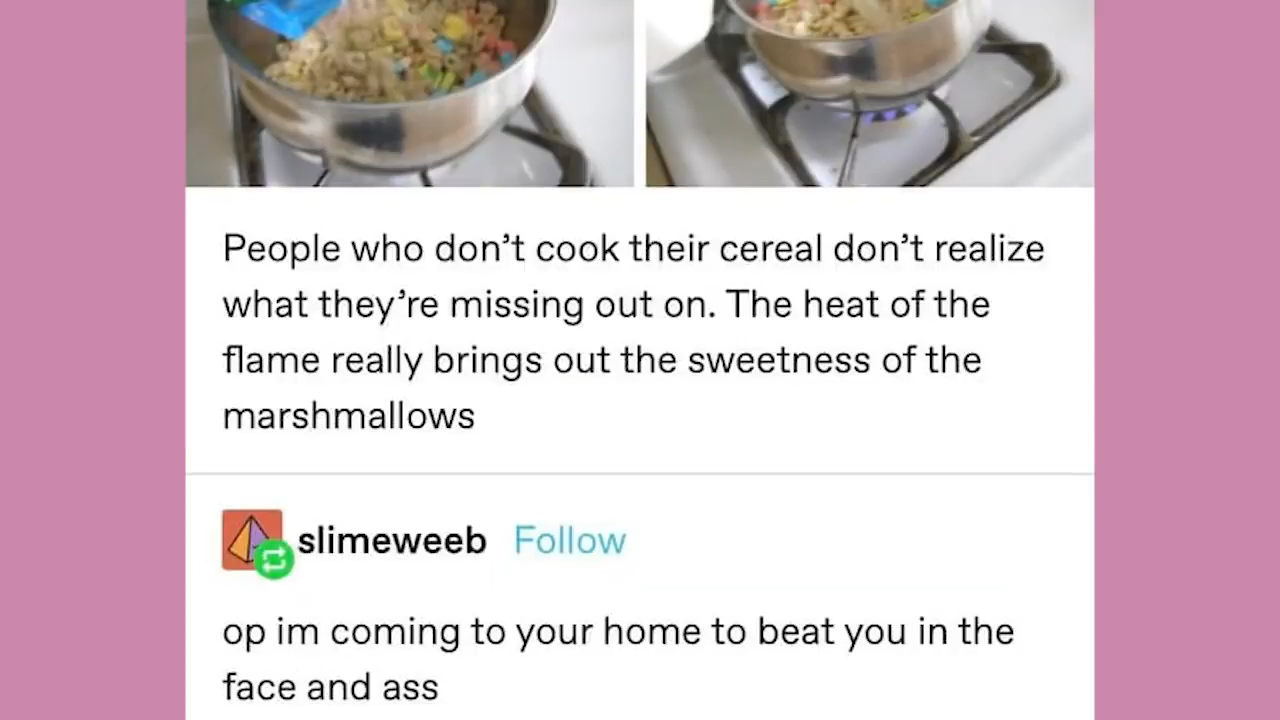 People who don’t cook their cereal don’t realize
what they’re missing out on. The heat of the
flame really brings out the sweetness of the
marshmallows
slimeweeb Follow
op im coming to your home to beat you in the
face and ass